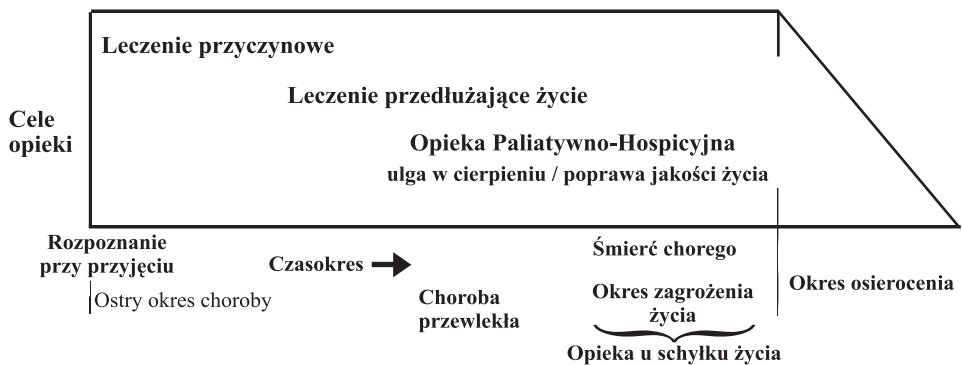 Leczenie przyczynowe
Leczenie przedłużające życie
Cele
opieki
Opieka Paliatywno-Hospicyjna
ulga w cierpieniu / poprawa jakości życia
Rozpoznanie
przy przyjęciu
Ostry okres choroby
Czasokres
Choroba
przewlekła
Śmierć chorego
Okres zagrożenia
życia
Opieka u schyłku życia
Okres osierocenia